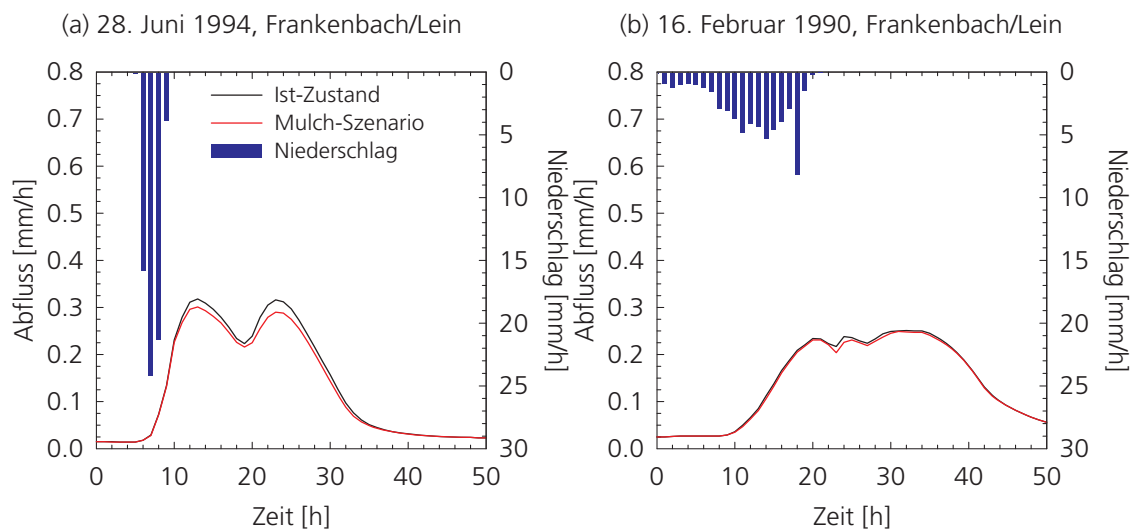 (a) 28. Juni 1994, Frankenbach/Lein
0.8
0.7
0.6
0.5
0.4
0.3
0.2
0.1
0.0
Abfluss [mm/h]
Ist-Zustand
Mulch-Szenario
Niederschlag
0
5
10
15
20
25
30
Niederschlag [mm/h]
0 10 20 30 40 50
Zeit [h]
(b) 16. Februar 1990, Frankenbach/Lein
0.8
0.7
0.6
0.5
0.4
0.3
0.2
0.1
0.0
Abfluss [mm/h]
0
5
10
15
20
25
30
Niederschlag [mm/h]
0 10 20 30 40 50
Zeit [h]